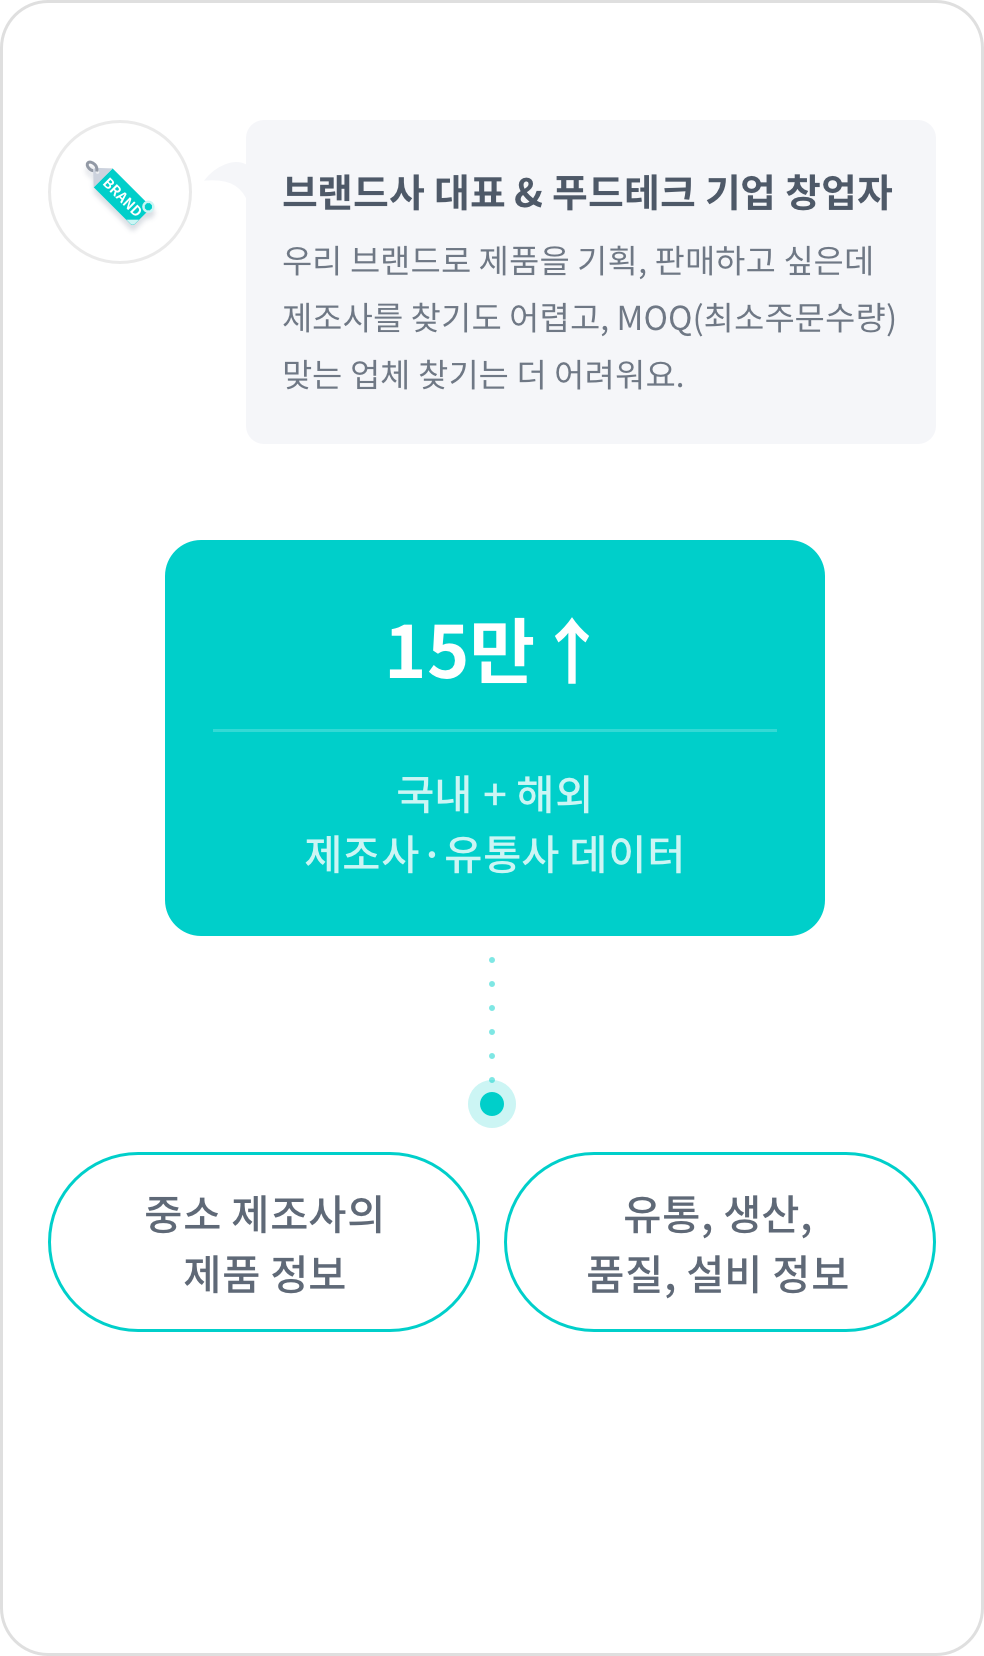 BRAND
브랜드사 대표 & 푸드테크 기업 창업자
우리 브랜드로 제품을 기획, 판매하고 싶은데
제조사를 찾기도 어렵고, MOQ(최소주문수량)
맞는 업체 찾기는 더 어려워요.
15만↑
국내 + 해외
제조사·유통사 데이터
중소 제조사의
제품 정보
유통, 생산,
품질, 설비 정보